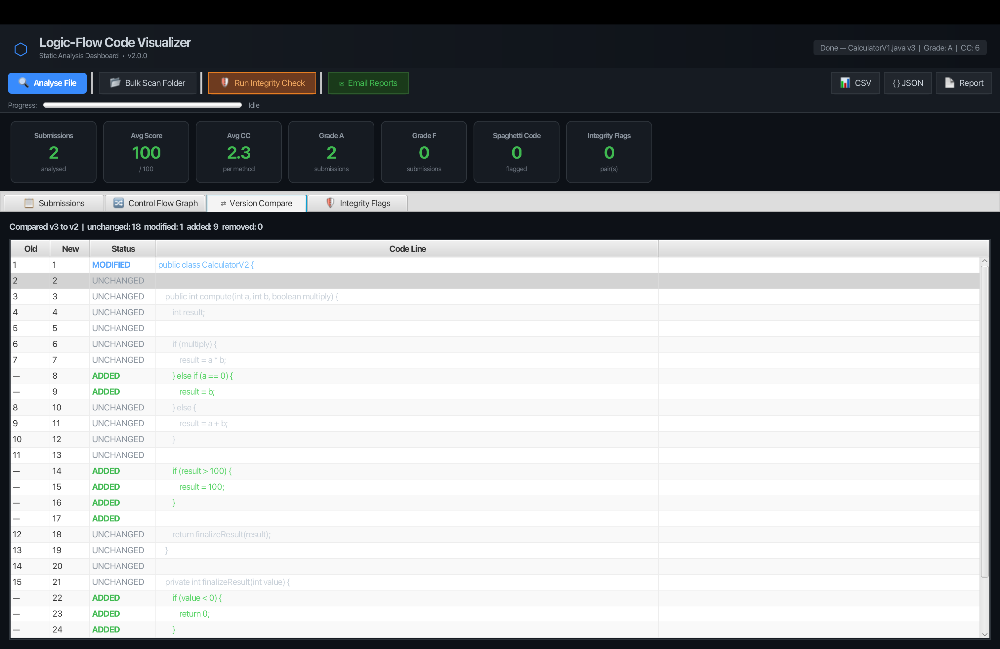 Logic-Flow Code Visualizer
Static Analysis Dashboard • v2.0.0
Done — CalculatorV1.java v3 | Grade: A | CC: 6
Analyse File
Bulk Scan Folder
Run Integrity Check
Email Reports
CSV
{ } JSON
Report
Progress:
Idle
Submissions
2
analysed
Avg Score
100
/ 100
Avg CC
2.3
per method
Grade A
2
submissions
Grade F
0
submissions
Spaghetti Code
0
flagged
Integrity Flags
0
pair(s)
Submissions
Control Flow Graph
⇄ Version Compare
Integrity Flags
Compared v3 to v2 | unchanged: 18 modified: 1 added: 9 removed: 0
Old New Status Code Line
1 1 MODIFIED public class CalculatorV2 {
2 2 UNCHANGED
3 3 UNCHANGED public int compute(int a, int b, boolean multiply) {
4 4 UNCHANGED int result;
5 5 UNCHANGED
6 6 UNCHANGED if (multiply) {
7 7 UNCHANGED result = a * b;
— 8 ADDED } else if (a == 0) {
— 9 ADDED result = b;
8 10 UNCHANGED } else {
9 11 UNCHANGED result = a + b;
10 12 UNCHANGED }
11 13 UNCHANGED
— 14 ADDED if (result > 100) {
— 15 ADDED result = 100;
— 16 ADDED }
— 17 ADDED
12 18 UNCHANGED return finalizeResult(result);
13 19 UNCHANGED }
14 20 UNCHANGED
15 21 UNCHANGED private int finalizeResult(int value) {
— 22 ADDED if (value < 0) {
— 23 ADDED return 0;
— 24 ADDED }